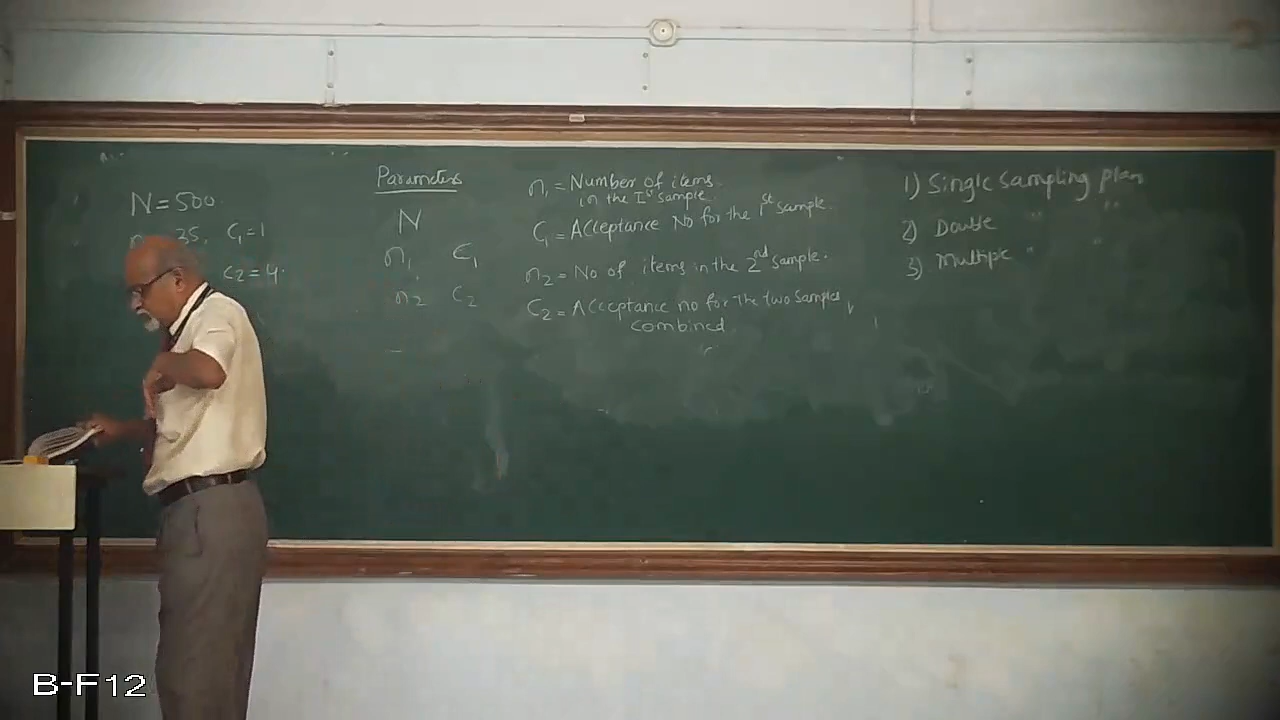 N = 500
35, C1 = 1
C2 = 4.
Parameters
N
n1 C1
n2 C2
n1 = Number of items
in the Ist sample
C1 = Acceptance No for the 1st sample.
n2 = No of items in the 2nd sample.
C2 = Acceptance no for the two samples
combined
1) Single sampling plan
2) Double " "
3) Multiple " "
B-F12